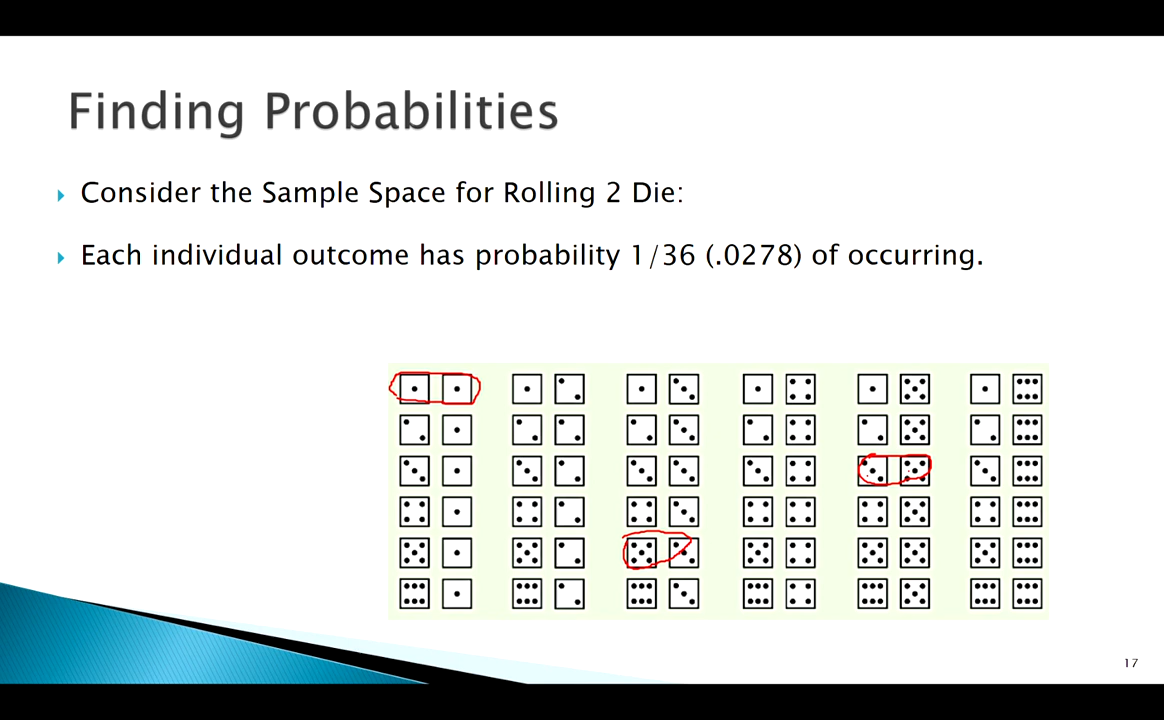 Finding Probabilities
Consider the Sample Space for Rolling 2 Die:
Each individual outcome has probability 1/36 (.0278) of occurring.
17